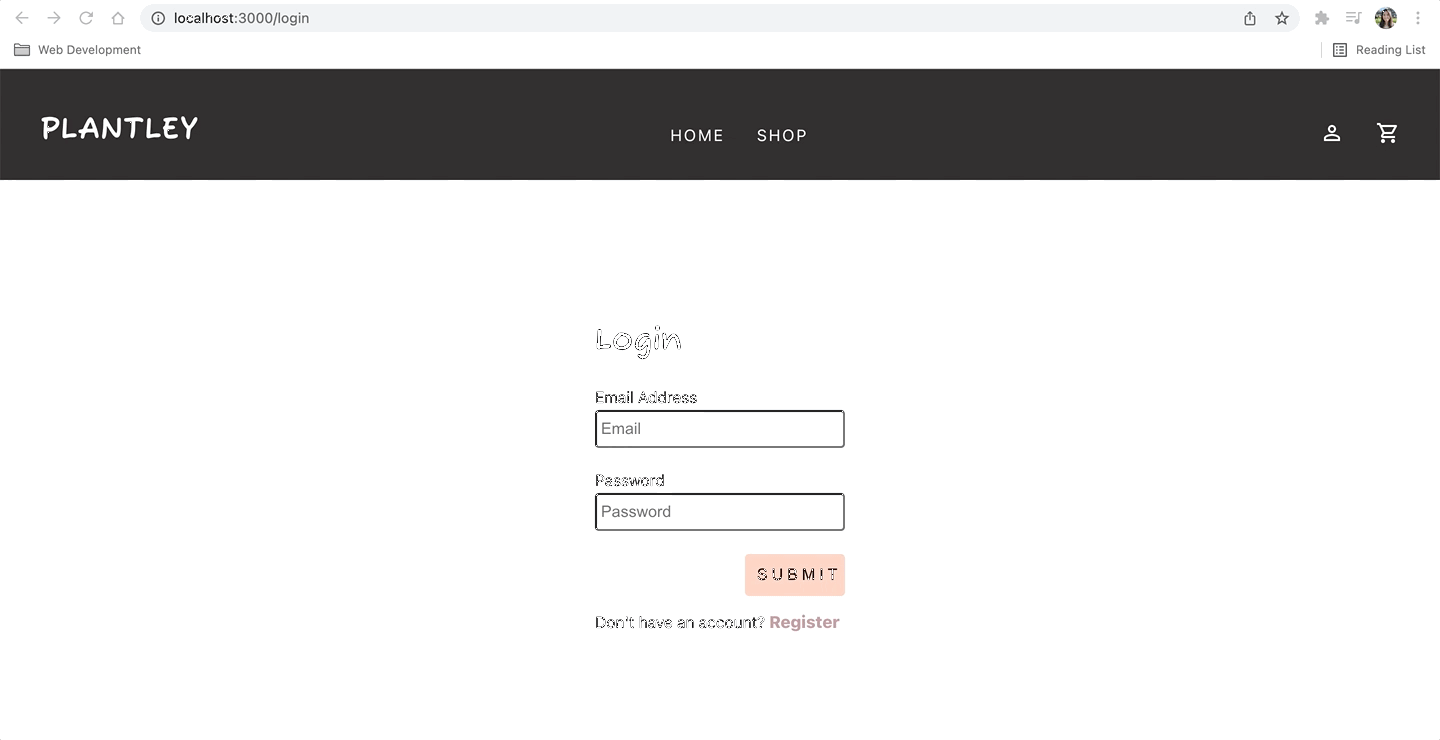 localhost:3000/login
Web Development
Reading List
PLANTLEY
HOME SHOP
Login
Email Address
Email
Password
Password
SUBMIT
Don't have an account? Register